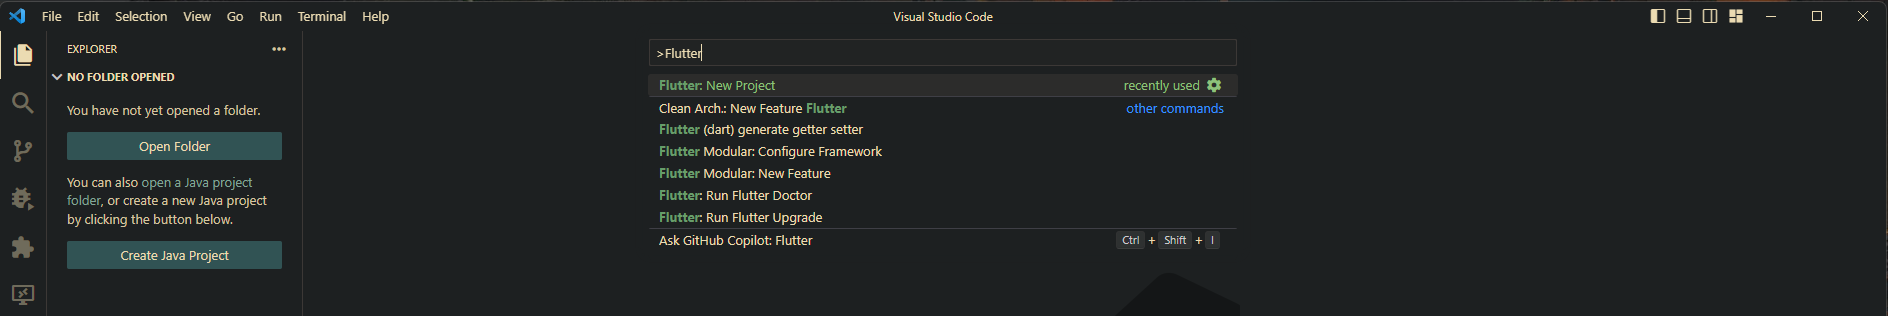 File Edit Selection View Go Run Terminal Help
Visual Studio Code
EXPLORER
NO FOLDER OPENED
You have not yet opened a folder.
Open Folder
You can also open a Java project
folder, or create a new Java project
by clicking the button below.
Create Java Project
>Flutter
Flutter: New Project recently used
Clean Arch.: New Feature Flutter other commands
Flutter (dart) generate getter setter
Flutter Modular: Configure Framework
Flutter Modular: New Feature
Flutter: Run Flutter Doctor
Flutter: Run Flutter Upgrade
Ask GitHub Copilot: Flutter Ctrl + Shift + I